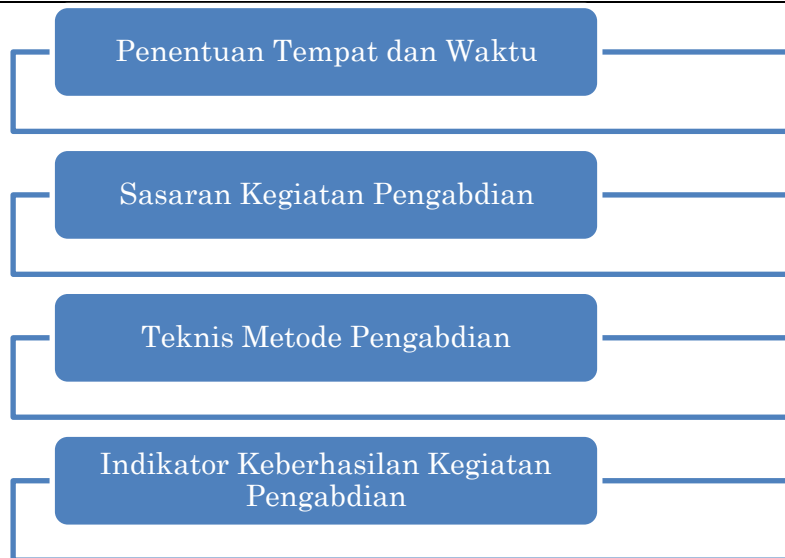 Penentuan Tempat dan Waktu
Sasaran Kegiatan Pengabdian
Teknis Metode Pengabdian
Indikator Keberhasilan Kegiatan
Pengabdian